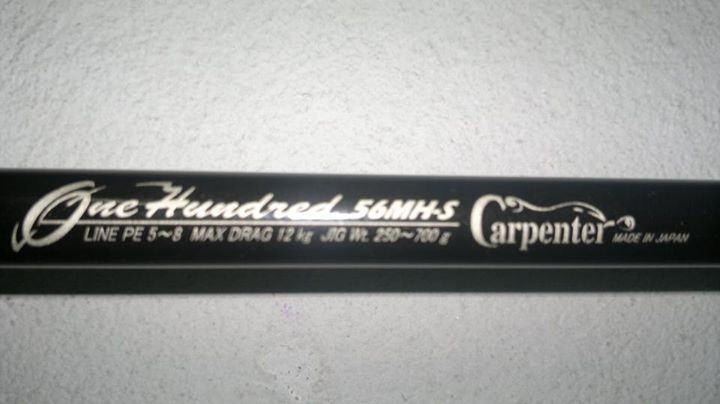 One Hundred 56MH-S
LINE PE 5~8 MAX DRAG 12 kg JIG Wt. 250~700 g
Carpenter MADE IN JAPAN